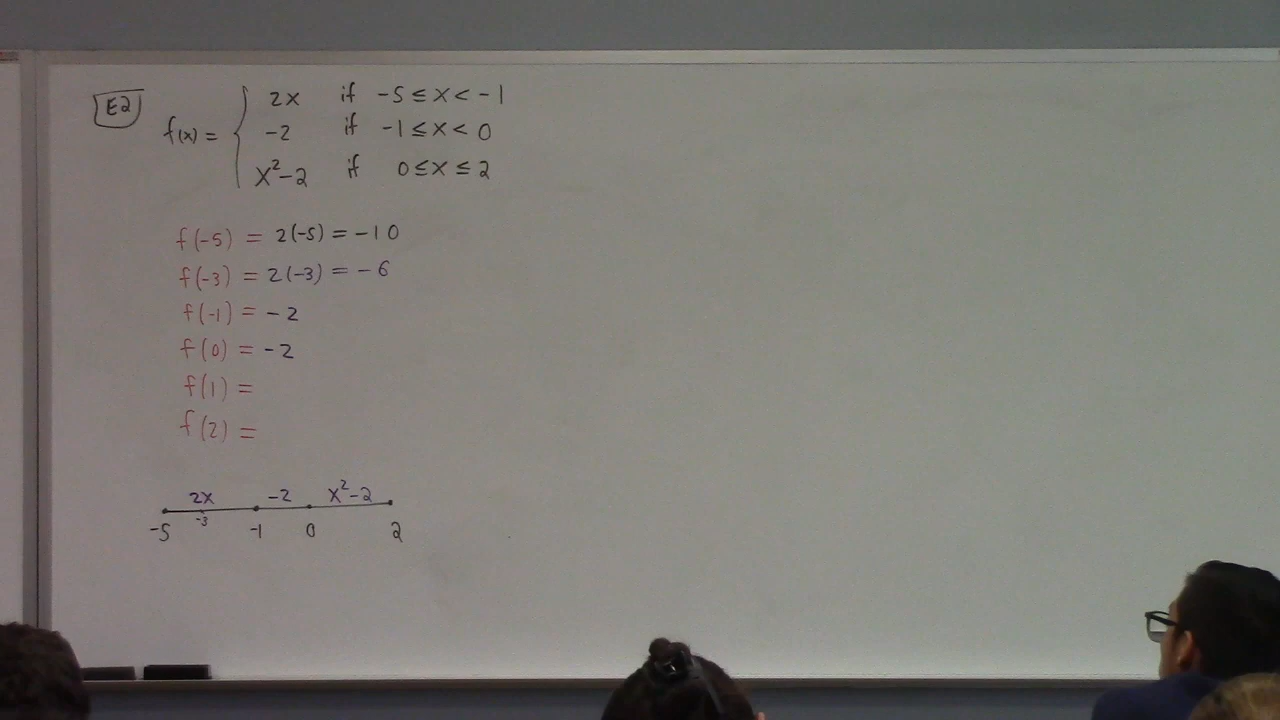 E2
f(x) = { 2x if -5 ≤ x < -1
-2 if -1 ≤ x < 0
x²-2 if 0 ≤ x ≤ 2
f(-5) = 2(-5) = -10
f(-3) = 2(-3) = -6
f(-1) = -2
f(0) = -2
f(1) =
f(2) =
2x -2 x²-2
-5 -3 -1 0 2